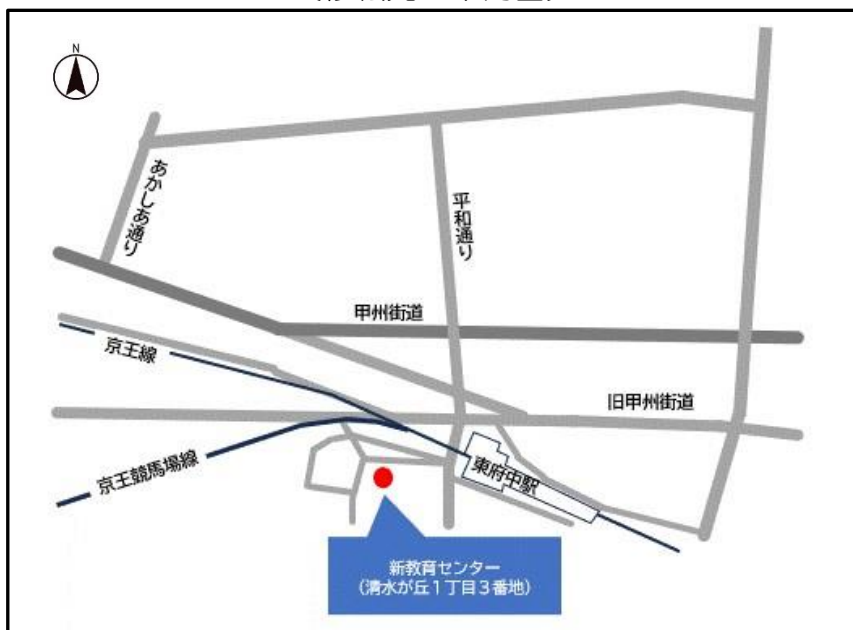 N
あかしあ通り
平和通り
甲州街道
京王線
旧甲州街道
京王競馬場線
東府中駅
新教育センター
（清水が丘１丁目３番地）